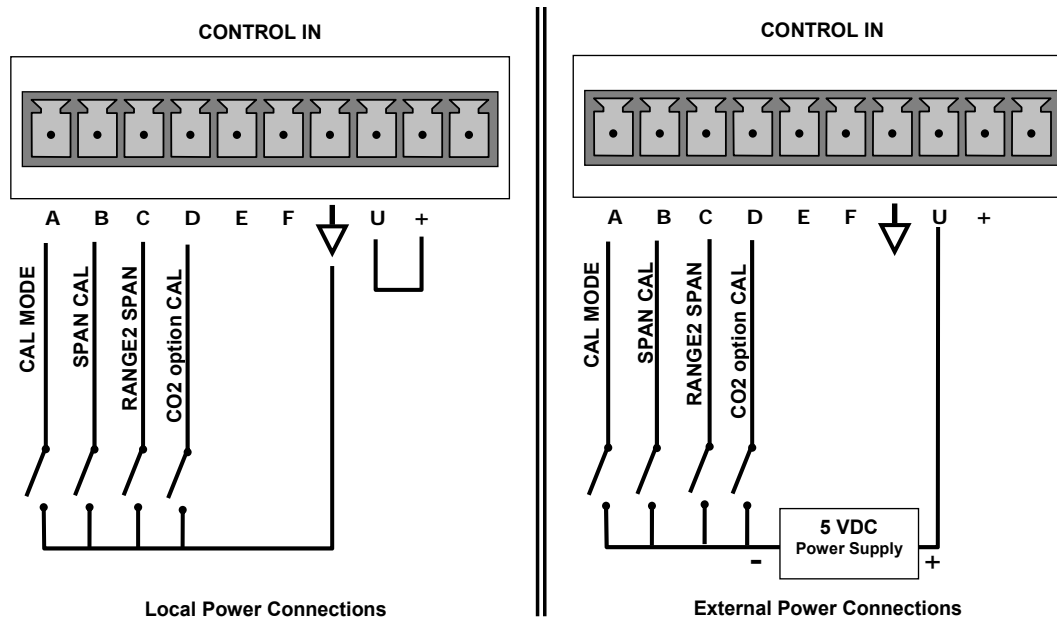 CONTROL IN
A B C D E F U +
CAL MODE
SPAN CAL
RANGE2 SPAN
CO2 option CAL
Local Power Connections
CONTROL IN
A B C D E F U +
CAL MODE
SPAN CAL
RANGE2 SPAN
CO2 option CAL
5 VDC
Power Supply
- +
External Power Connections